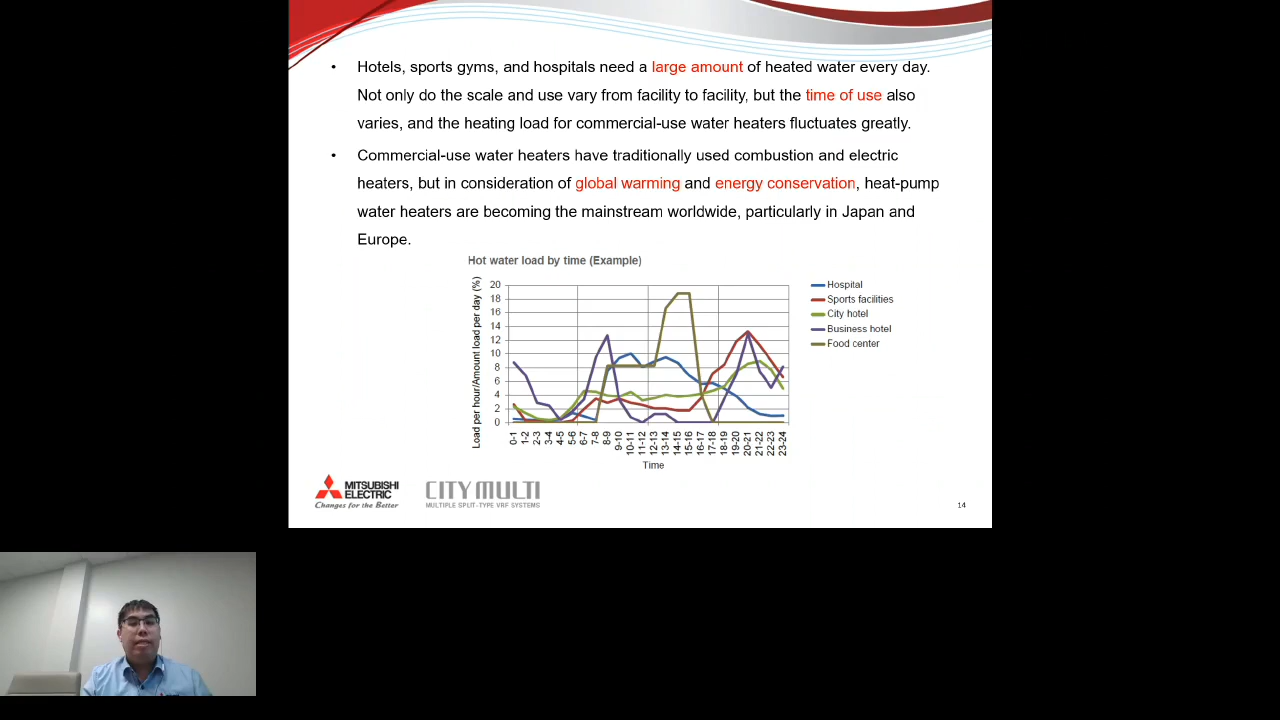 • Hotels, sports gyms, and hospitals need a large amount of heated water every day.
Not only do the scale and use vary from facility to facility, but the time of use also
varies, and the heating load for commercial-use water heaters fluctuates greatly.
• Commercial-use water heaters have traditionally used combustion and electric
heaters, but in consideration of global warming and energy conservation, heat-pump
water heaters are becoming the mainstream worldwide, particularly in Japan and
Europe.
Hot water load by time (Example)
Load per hour/Amount load per day (%)
20
18
16
14
12
10
8
6
4
2
0
0-1 1-2 2-3 3-4 4-5 5-6 6-7 7-8 8-9 9-10 10-11 11-12 12-13 13-14 14-15 15-16 16-17 17-18 18-19 19-20 20-21 21-22 22-23 23-24
Time
Hospital
Sports facilities
City hotel
Business hotel
Food center
MITSUBISHI
ELECTRIC
Changes for the Better
CITY MULTI
MULTIPLE SPLIT-TYPE VRF SYSTEMS
14